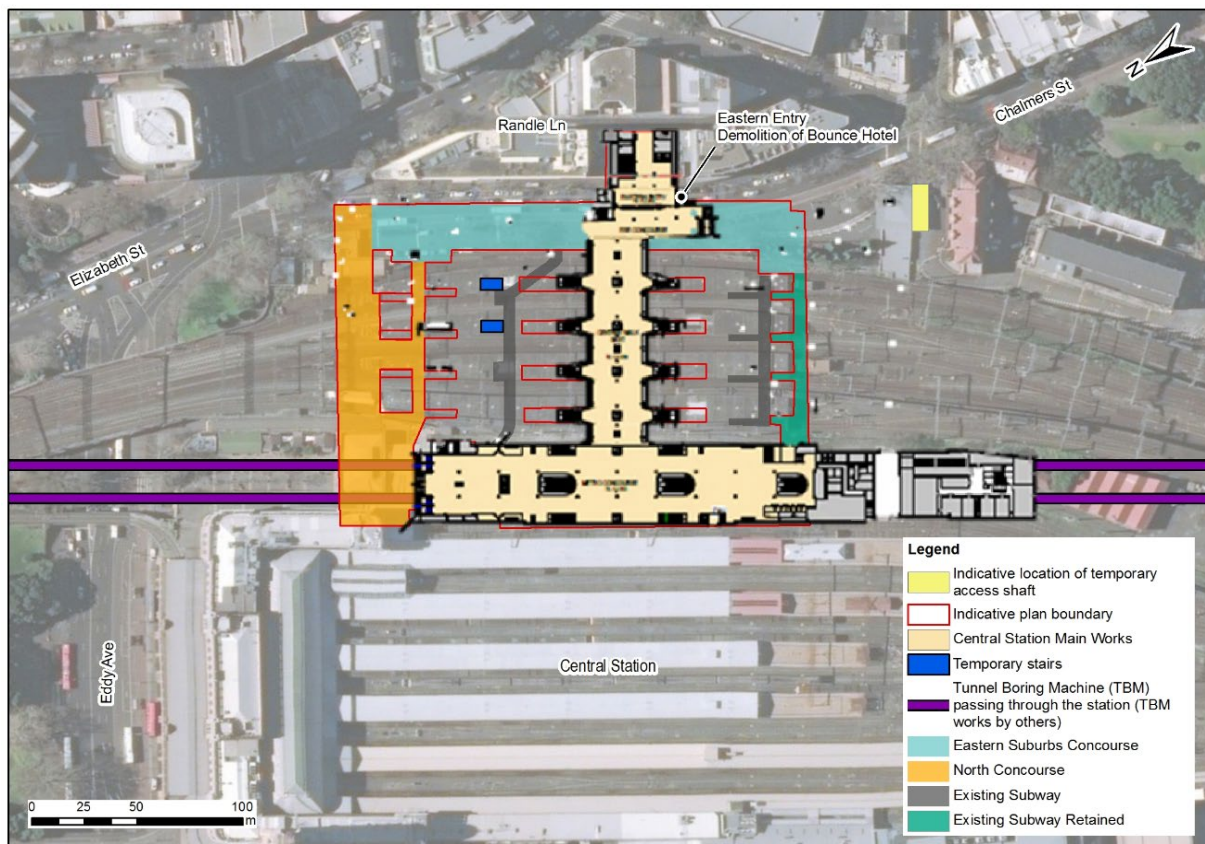 N
Chalmers St
Eastern Entry
Demolition of Bounce Hotel
Randle Ln
Elizabeth St
METRO CONCOURSE
Eddy Ave
Central Station
0 25 50 100
m
Legend
Indicative location of temporary
access shaft
Indicative plan boundary
Central Station Main Works
Temporary stairs
Tunnel Boring Machine (TBM)
passing through the station (TBM
works by others)
Eastern Suburbs Concourse
North Concourse
Existing Subway
Existing Subway Retained